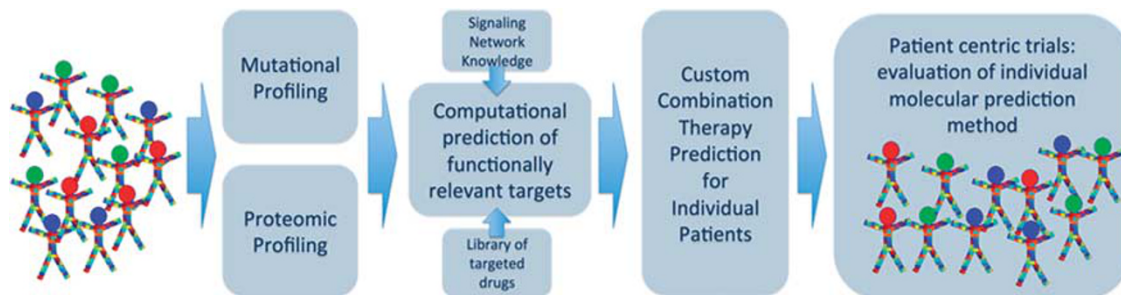 Mutational
Profiling
Proteomic
Profiling
Signaling
Network
Knowledge
Computational
prediction of
functionally
relevant targets
Library of
targeted
drugs
Custom
Combination
Therapy
Prediction
for
Individual
Patients
Patient centric trials:
evaluation of individual
molecular prediction
method